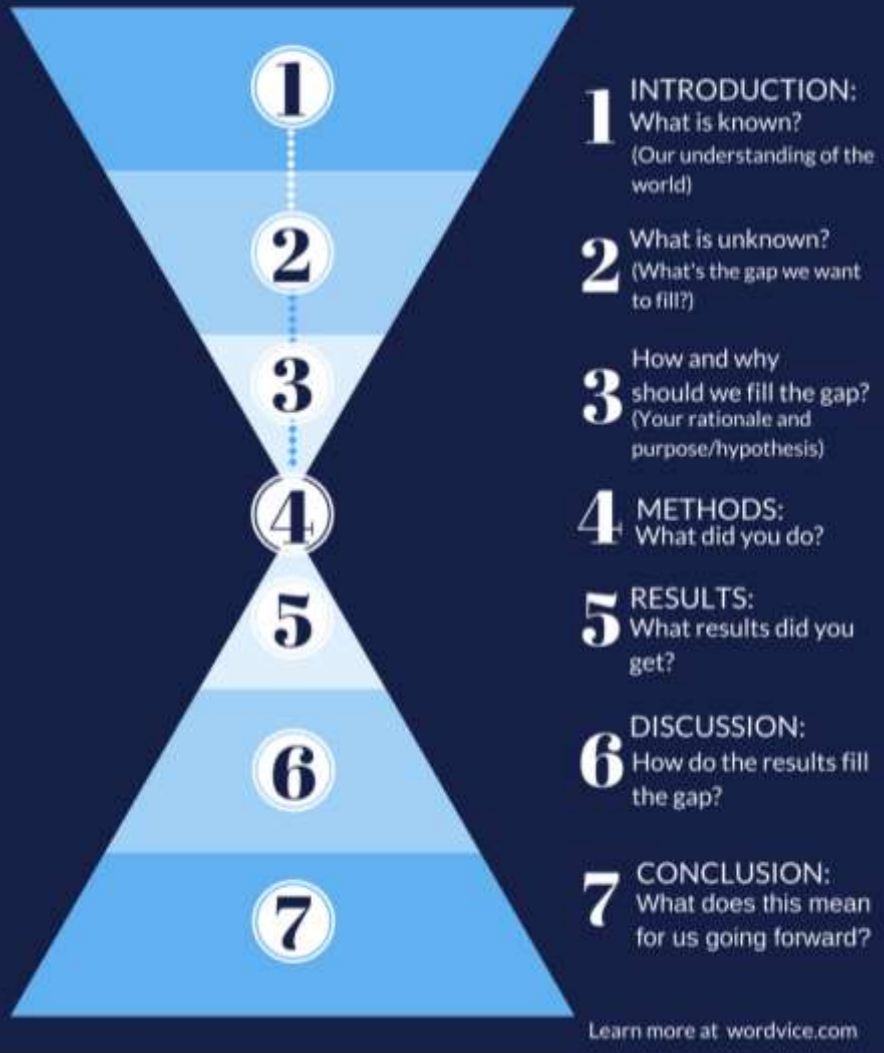 1
2
3
4
5
6
7
1 INTRODUCTION:
What is known?
(Our understanding of the
world)
2 What is unknown?
(What's the gap we want
to fill?)
3 How and why
should we fill the gap?
(Your rationale and
purpose/hypothesis)
4 METHODS:
What did you do?
5 RESULTS:
What results did you
get?
6 DISCUSSION:
How do the results fill
the gap?
7 CONCLUSION:
What does this mean
for us going forward?
Learn more at wordvice.com